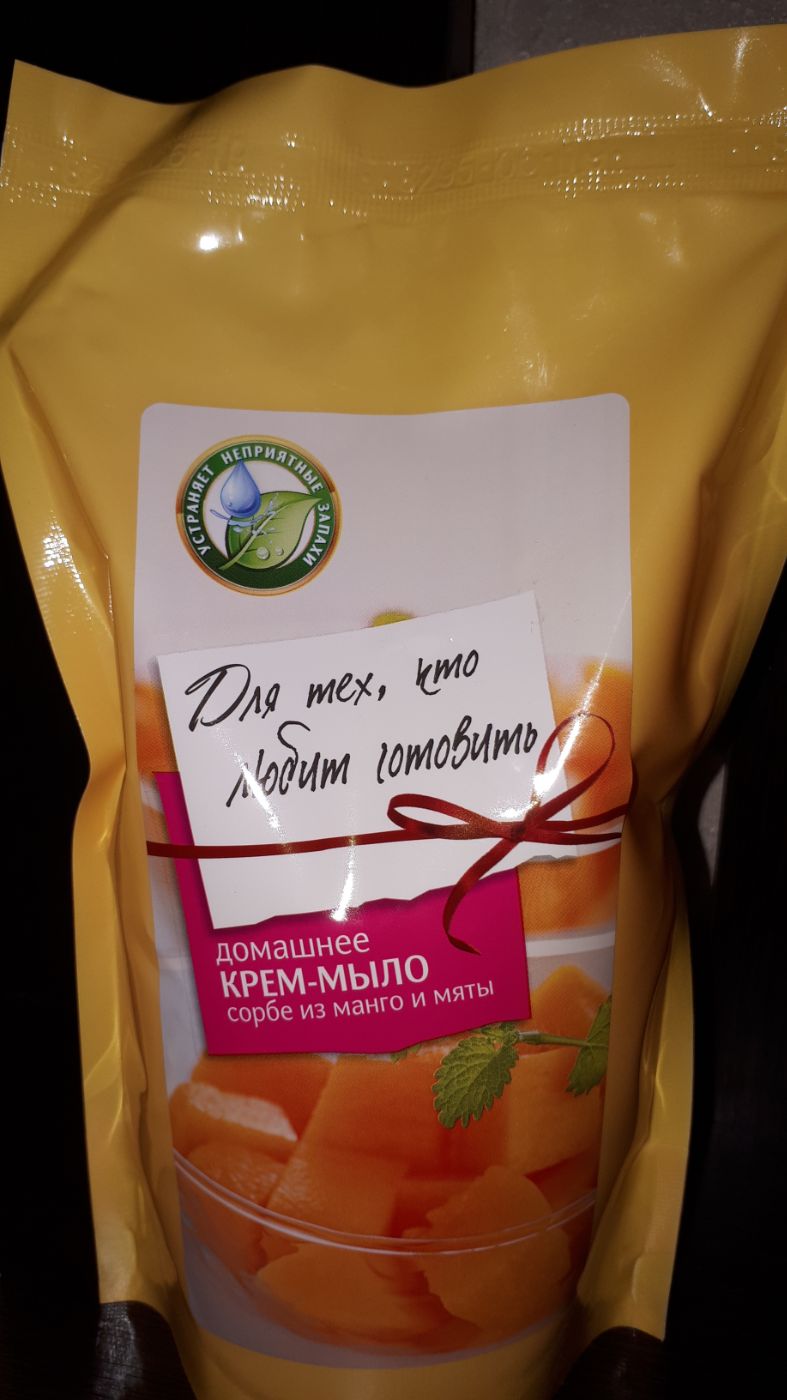 УСТРАНЯЕТ НЕПРИЯТНЫЕ ЗАПАХИ
Для тех, кто
любит готовить
домашнее
КРЕМ-МЫЛО
сорбе из манго и мяты